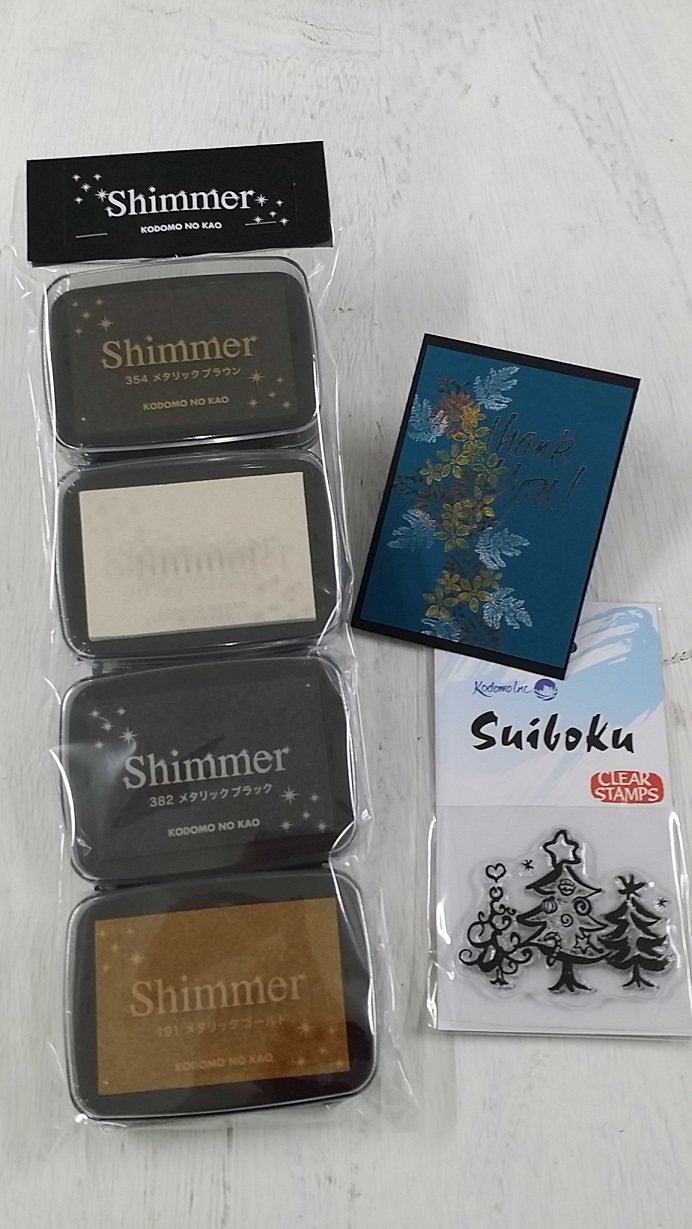 Shimmer
KODOMO NO KAO
Shimmer
354 メタリックブラウン
KODOMO NO KAO
Shimmer
Shimmer
382 メタリックブラック
KODOMO NO KAO
Shimmer
191 メタリックゴールド
KODOMO NO KAO
thank
you!
Kodomo Inc
Suiboku
CLEAR
STAMPS